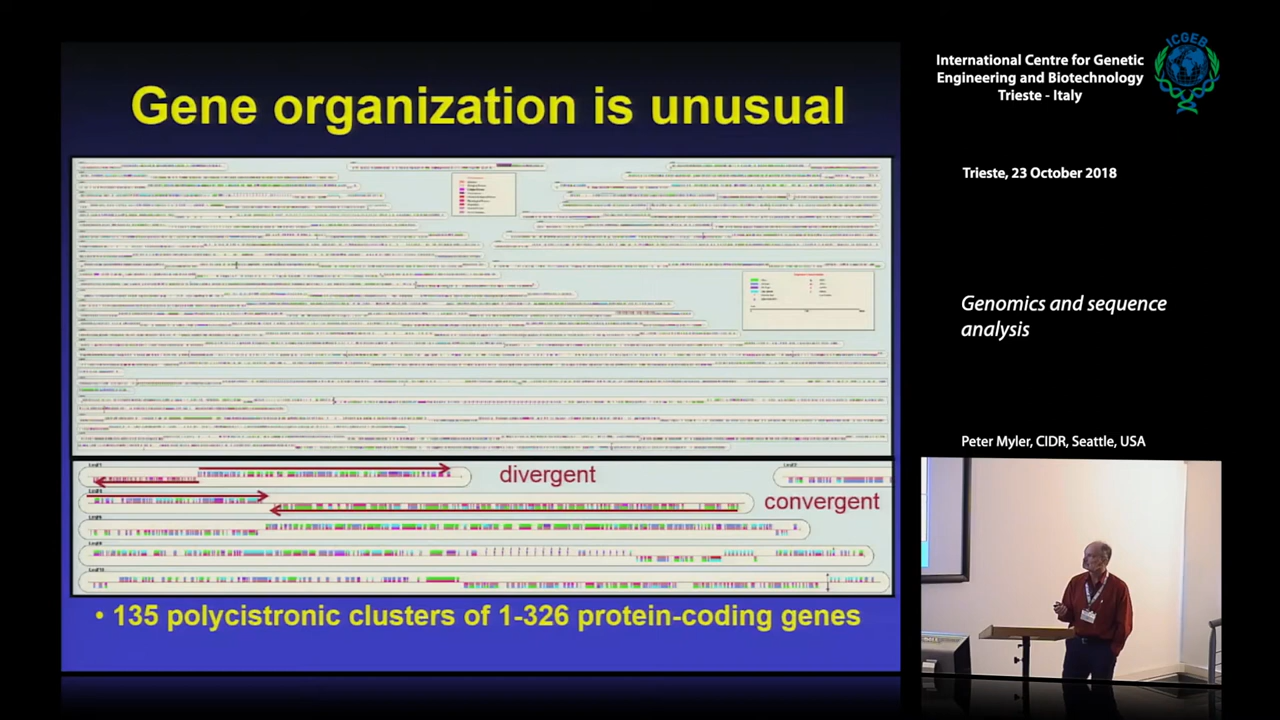 Gene organization is unusual
divergent
convergent
• 135 polycistronic clusters of 1-326 protein-coding genes
International Centre for Genetic
Engineering and Biotechnology
Trieste - Italy
ICGEB
Trieste, 23 October 2018
Genomics and sequence
analysis
Peter Myler, CIDR, Seattle, USA